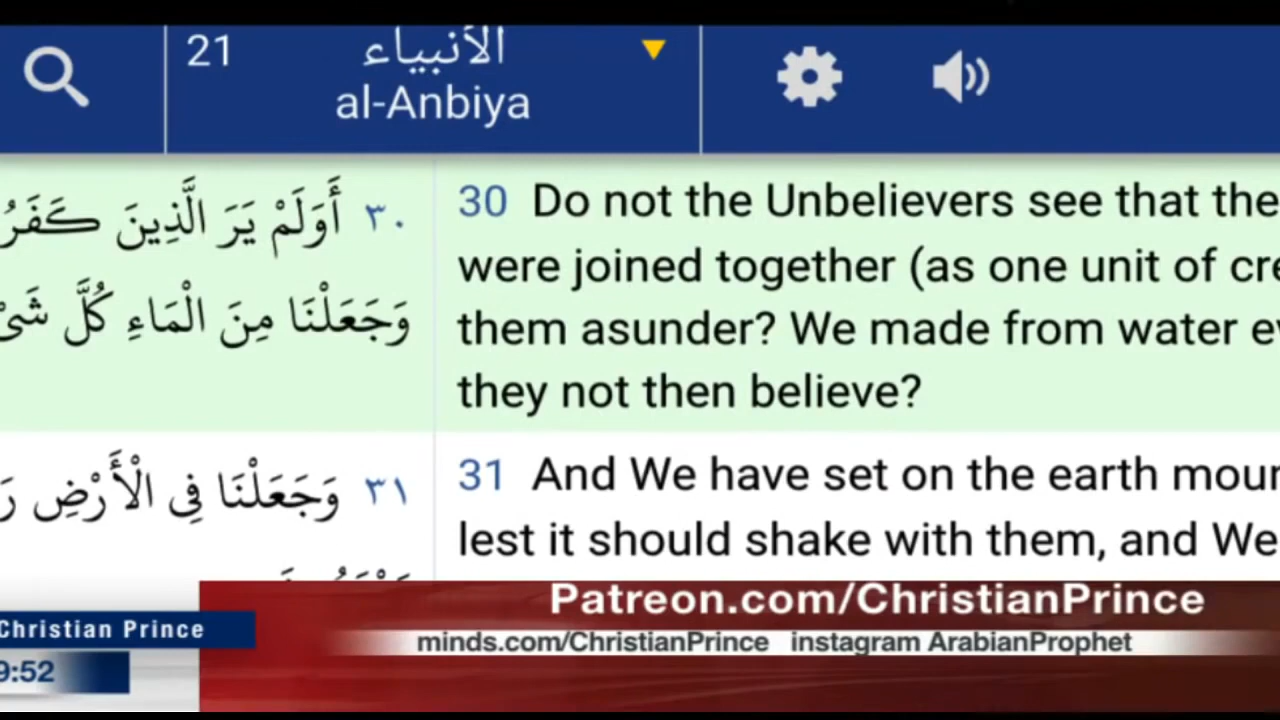 21
الأنبياء
al-Anbiya
٣٠ أَوَلَمْ يَرَ الَّذِينَ كَفَرُ
وَجَعَلْنَا مِنَ الْمَاءِ كُلَّ شَىْ
30 Do not the Unbelievers see that the
were joined together (as one unit of cre
them asunder? We made from water ev
they not then believe?
٣١ وَجَعَلْنَا فِى الْأَرْضِ رَ
31 And We have set on the earth moun
lest it should shake with them, and We
Patreon.com/ChristianPrince
Christian Prince
minds.com/ChristianPrince instagram ArabianProphet
9:52